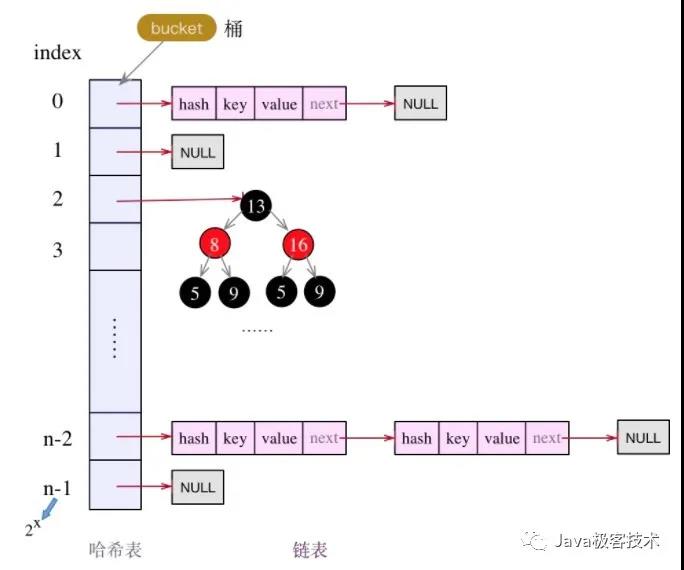 bucket 桶
index
0 hash key value next NULL
1 NULL
2 13
3 8 16
5 9 5 9
......
......
n-2 hash key value next hash key value next NULL
n-1 NULL
2^x
哈希表 链表
Java极客技术